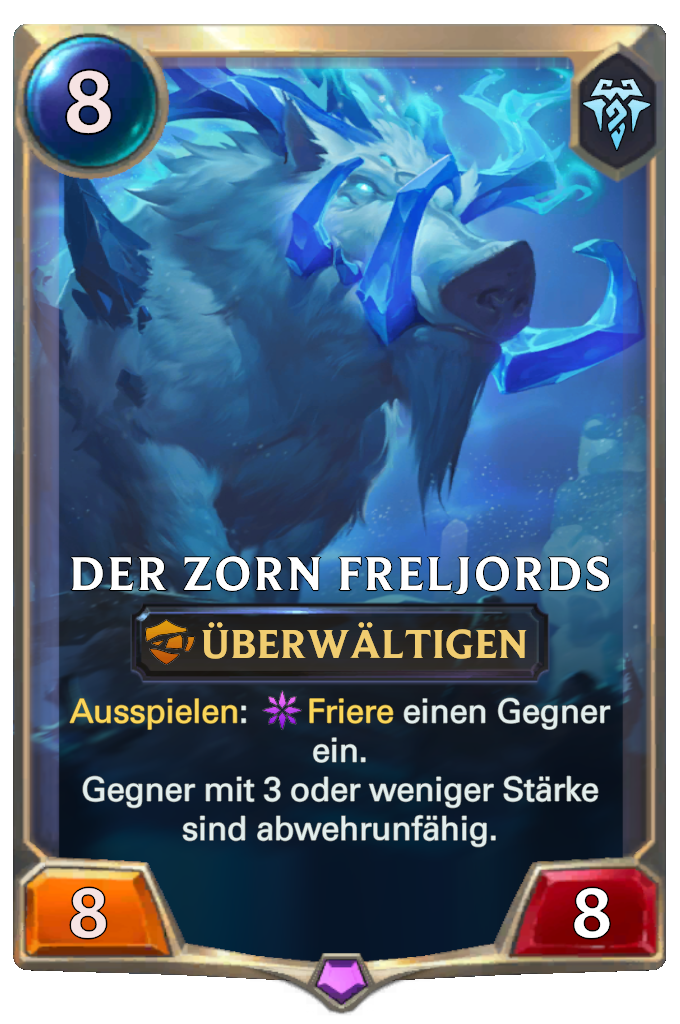 8
DER ZORN FRELJORDS
ÜBERWÄLTIGEN
Ausspielen: Friere einen Gegner
ein.
Gegner mit 3 oder weniger Stärke
sind abwehrunfähig.
8
8